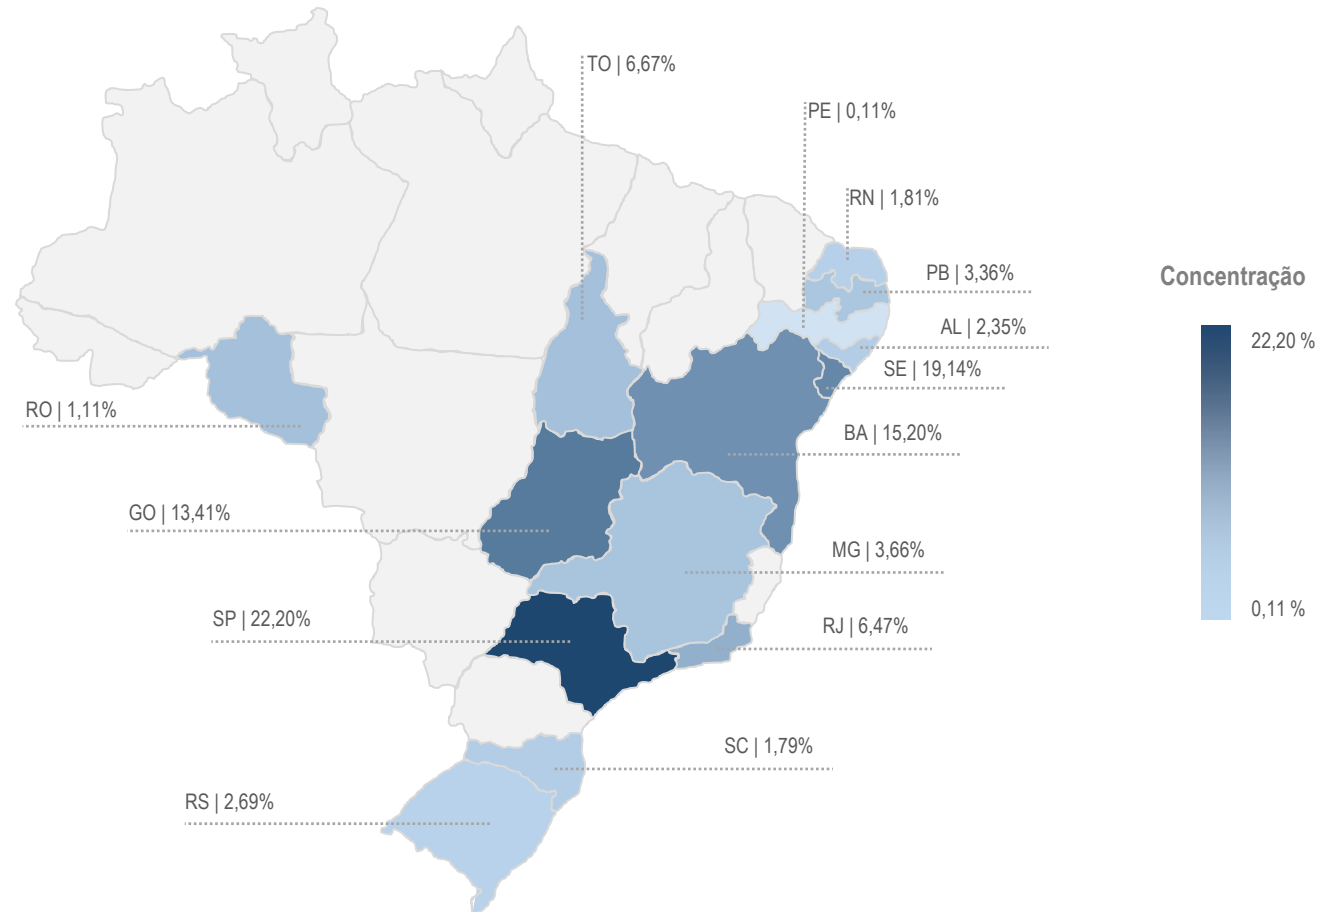 TO | 6,67%
PE | 0,11%
RN | 1,81%
PB | 3,36%
Concentração
AL | 2,35%
22,20 %
SE | 19,14%
RO | 1,11%
BA | 15,20%
GO | 13,41%
MG | 3,66%
0,11 %
SP | 22,20%
RJ | 6,47%
SC | 1,79%
RS | 2,69%